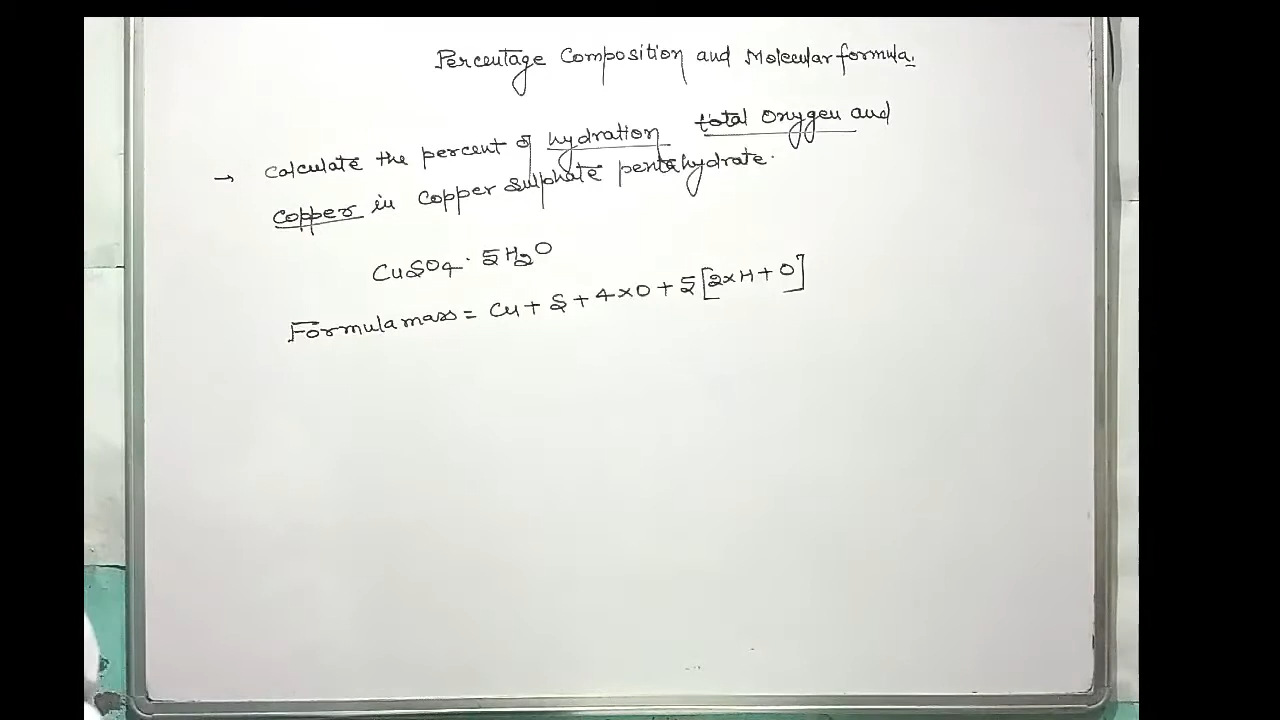 Percentage Composition and Molecular formula.
→ Calculate the percent of hydration total Oxygen and
copper in copper sulphate pentahydrate.
CuSO4 · 5H2O
Formula mass = Cu + S + 4×O + 5[2×H + O]